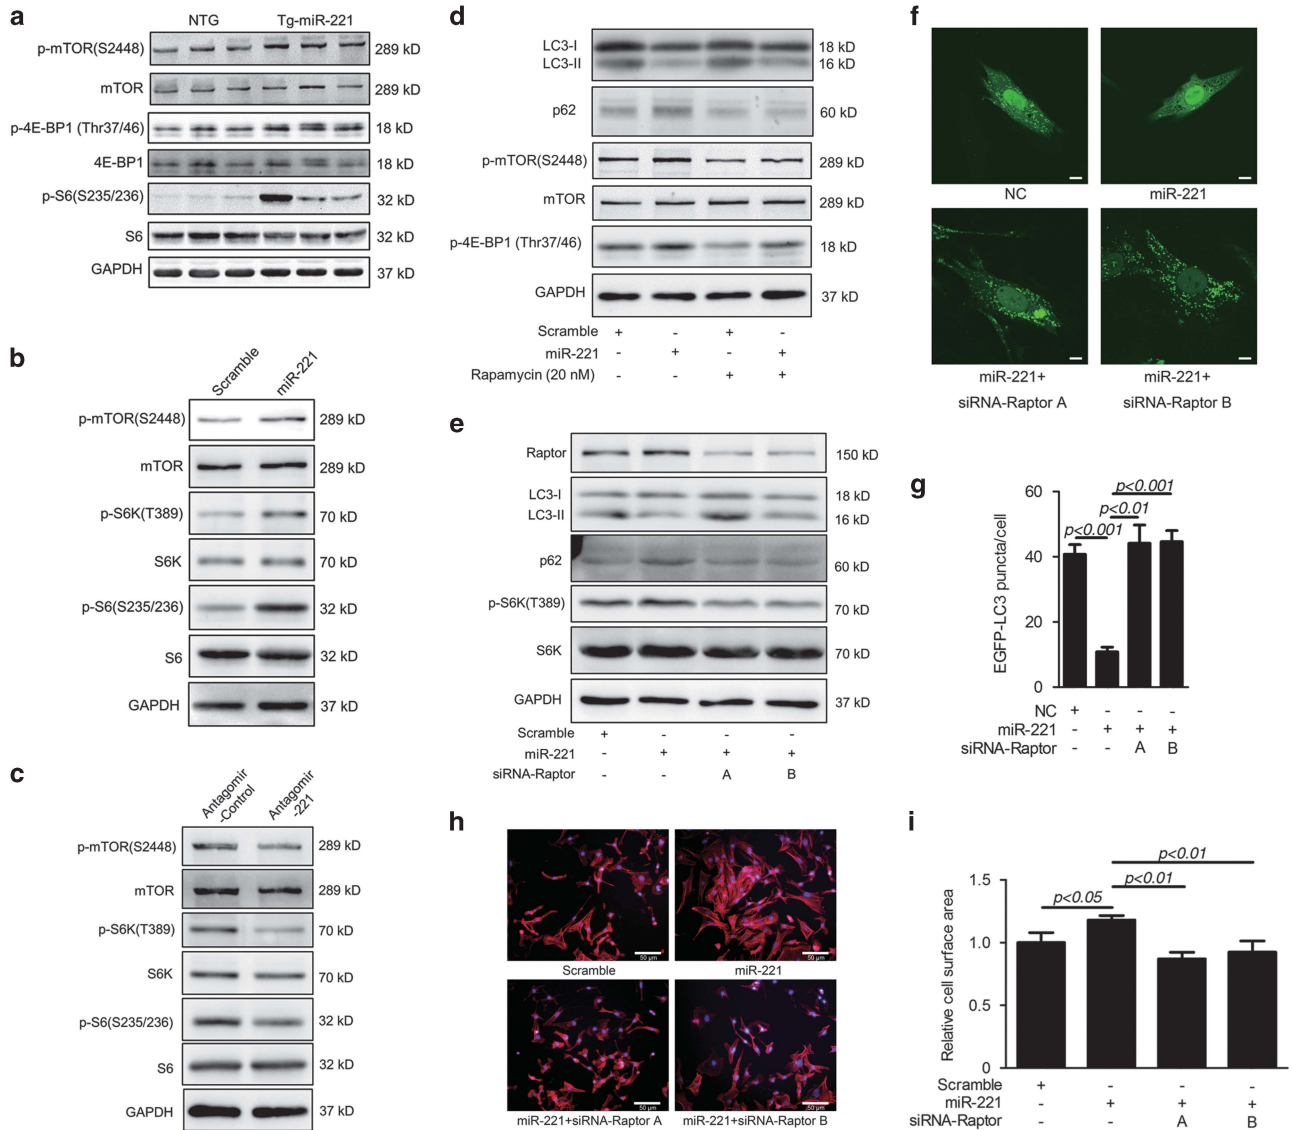 a
NTG Tg-miR-221
p-mTOR(S2448) 289 kD
mTOR 289 kD
p-4E-BP1 (Thr37/46) 18 kD
4E-BP1 18 kD
p-S6(S235/236) 32 kD
S6 32 kD
GAPDH 37 kD
b
Scramble miR-221
p-mTOR(S2448) 289 kD
mTOR 289 kD
p-S6K(T389) 70 kD
S6K 70 kD
p-S6(S235/236) 32 kD
S6 32 kD
GAPDH 37 kD
c
Antagomir -Control Antagomir -221
p-mTOR(S2448) 289 kD
mTOR 289 kD
p-S6K(T389) 70 kD
S6K 70 kD
p-S6(S235/236) 32 kD
S6 32 kD
GAPDH 37 kD
d
LC3-I 18 kD
LC3-II 16 kD
p62 60 kD
p-mTOR(S2448) 289 kD
mTOR 289 kD
p-4E-BP1 (Thr37/46) 18 kD
GAPDH 37 kD
Scramble + - + -
miR-221 - + - +
Rapamycin (20 nM) - - + +
e
Raptor 150 kD
LC3-I 18 kD
LC3-II 16 kD
p62 60 kD
p-S6K(T389) 70 kD
S6K 70 kD
GAPDH 37 kD
Scramble + - - -
miR-221 - + + +
siRNA-Raptor - - A B
f
NC miR-221
miR-221+ miR-221+
siRNA-Raptor A siRNA-Raptor B
g
EGFP-LC3 puncta/cell
60
40
20
0
p<0.001
p<0.01
p<0.001
NC + - - -
miR-221 - + + +
siRNA-Raptor - - A B
h
50 µm 50 µm
Scramble miR-221
50 µm 50 µm
miR-221+siRNA-Raptor A miR-221+siRNA-Raptor B
i
Relative cell surface area
1.5
1.0
0.5
0
p<0.01
p<0.01
p<0.05
Scramble + - - -
miR-221 - + + +
siRNA-Raptor - - A B